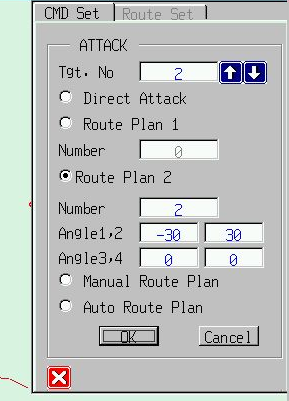 CMD Set Route Set
ATTACK
Tgt. No 2
Direct Attack
Route Plan 1
Number 0
Route Plan 2
Number 2
Angle1,2 -30 30
Angle3,4 0 0
Manual Route Plan
Auto Route Plan
OK Cancel